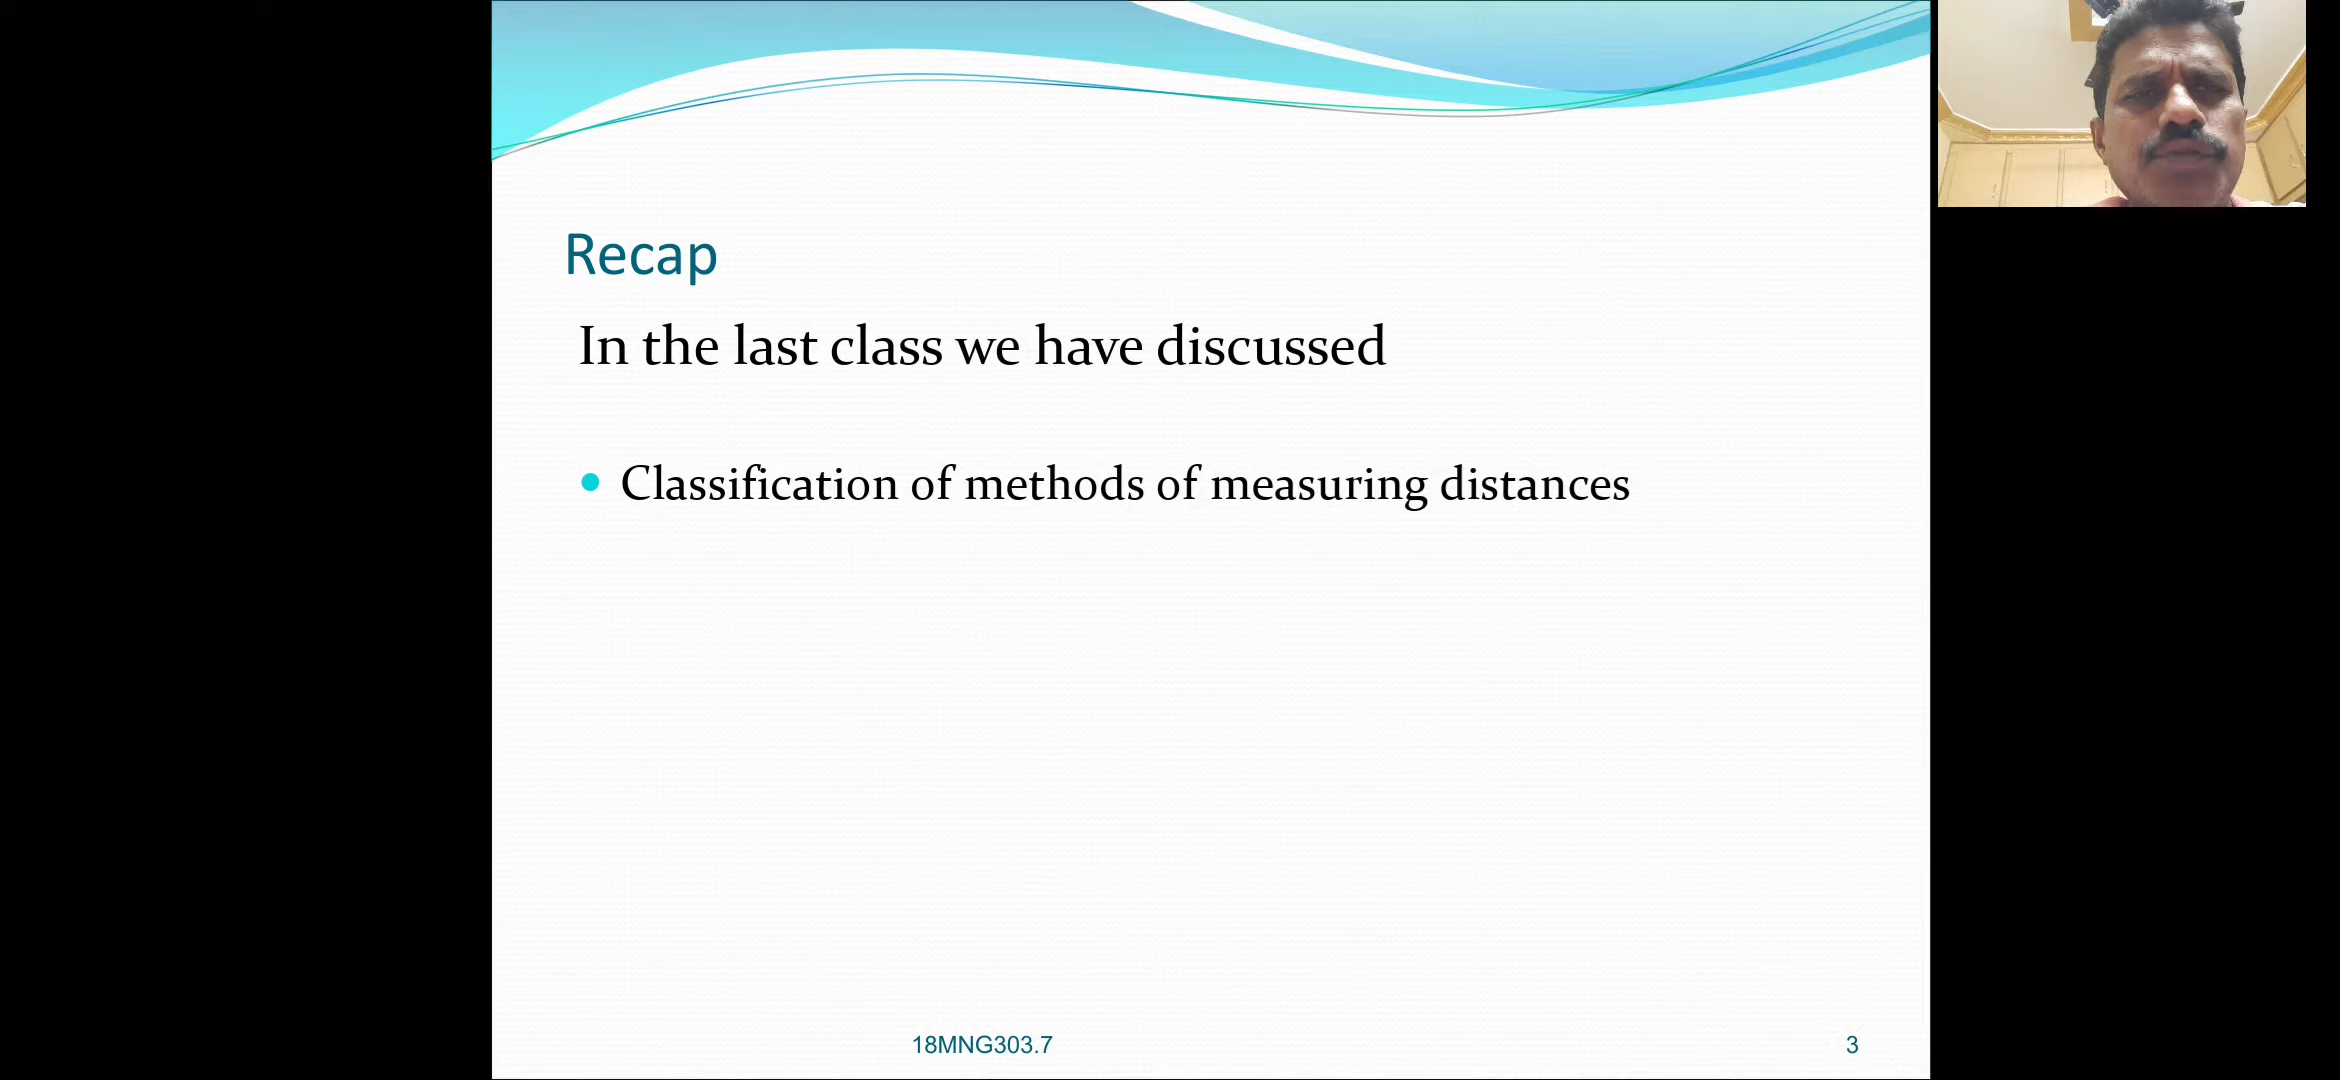 Recap
In the last class we have discussed
• Classification of methods of measuring distances
18MNG303.7
3